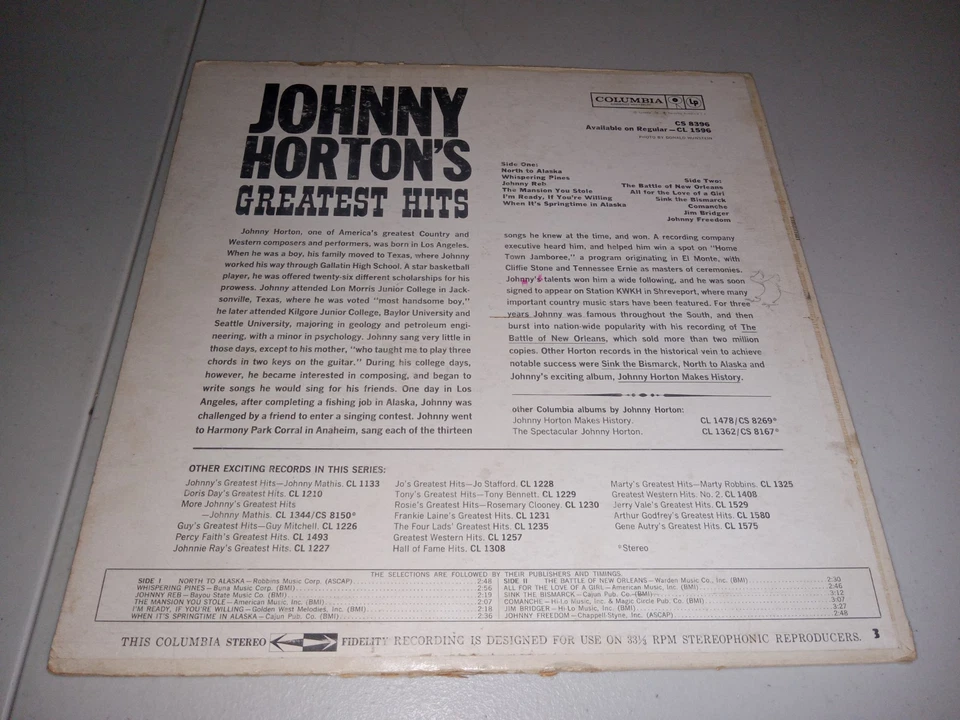 JOHNNY
HORTON'S
GREATEST HITS
COLUMBIA Lp
CS 8396
Available on Regular—CL 1596
Side One:
North to Alaska
Whispering Pines
Johnny Reb
The Mansion You Stole
I'm Ready, If You're Willing
When It's Springtime in Alaska
Side Two:
The Battle of New Orleans
All for the Love of a Girl
Sink the Bismarck
Comanche
Jim Bridger
Johnny Freedom
Johnny Horton, one of America's greatest Country and
Western composers and performers, was born in Los Angeles.
When he was a boy, his family moved to Texas, where Johnny
worked his way through Gallatin High School. A star basketball
player, he was offered twenty-six different scholarships for his
prowess. Johnny attended Lon Morris Junior College in Jack-
sonville, Texas, where he was voted "most handsome boy,"
he later attended Kilgore Junior College, Baylor University and
Seattle University, majoring in geology and petroleum engi-
neering, with a minor in psychology. Johnny sang very little in
those days, except to his mother, "who taught me to play three
chords in two keys on the guitar." During his college days,
however, he became interested in composing, and began to
write songs he would sing for his friends. One day in Los
Angeles, after completing a fishing job in Alaska, Johnny was
challenged by a friend to enter a singing contest. Johnny went
to Harmony Park Corral in Anaheim, sang each of the thirteen
songs he knew at the time, and won. A recording company
executive heard him, and helped him win a spot on "Home
Town Jamboree," a program originating in El Monte, with
Cliffie Stone and Tennessee Ernie as masters of ceremonies.
Johnny's talents won him a wide following, and he was soon
signed to appear on Station KWKH in Shreveport, where many
important country music stars have been featured. For three
years Johnny was famous throughout the South, and then
burst into nation-wide popularity with his recording of The
Battle of New Orleans, which sold more than two million
copies. Other Horton records in the historical vein to achieve
notable success were Sink the Bismarck, North to Alaska and
Johnny's exciting album, Johnny Horton Makes History.
other Columbia albums by Johnny Horton:
Johnny Horton Makes History. CL 1478/CS 8269*
The Spectacular Johnny Horton. CL 1362/CS 8167*
OTHER EXCITING RECORDS IN THIS SERIES:
Johnny's Greatest Hits—Johnny Mathis. CL 1133
Doris Day's Greatest Hits. CL 1210
More Johnny's Greatest Hits
—Johnny Mathis. CL 1344/CS 8150*
Guy's Greatest Hits—Guy Mitchell. CL 1226
Percy Faith's Greatest Hits. CL 1493
Johnnie Ray's Greatest Hits. CL 1227
Jo's Greatest Hits—Jo Stafford. CL 1228
Tony's Greatest Hits—Tony Bennett. CL 1229
Rosie's Greatest Hits—Rosemary Clooney. CL 1230
Frankie Laine's Greatest Hits. CL 1231
The Four Lads' Greatest Hits. CL 1235
Greatest Western Hits. CL 1257
Hall of Fame Hits. CL 1308
Marty's Greatest Hits—Marty Robbins. CL 1325
Greatest Western Hits. No. 2. CL 1408
Jerry Vale's Greatest Hits. CL 1529
Arthur Godfrey's Greatest Hits. CL 1580
Gene Autry's Greatest Hits. CL 1575
*Stereo
THE SELECTIONS ARE FOLLOWED BY THEIR PUBLISHERS AND TIMINGS.
SIDE I NORTH TO ALASKA—Robbins Music Corp. (ASCAP) 2:48
WHISPERING PINES—Buna Music Corp. (BMI) 2:56
JOHNNY REB—Bayou State Music Co. (BMI) 2:19
THE MANSION YOU STOLE—American Music, Inc. (BMI) 2:07
I'M READY, IF YOU'RE WILLING—Golden West Melodies, Inc. (BMI) 2:18
WHEN IT'S SPRINGTIME IN ALASKA—Cajun Pub. Co. (BMI) 2:36
SIDE II THE BATTLE OF NEW ORLEANS—Warden Music Co., Inc. (BMI) 2:30
ALL FOR THE LOVE OF A GIRL—American Music, Inc. (BMI) 2:46
SINK THE BISMARCK—Cajun Pub. Co. (BMI) 3:12
COMANCHE—Hi-Lo Music, Inc. & Magic Circle Pub. Co. (BMI) 3:07
JIM BRIDGER—Hi-Lo Music, Inc. (BMI) 3:27
JOHNNY FREEDOM—Chappell-Styne, Inc. (ASCAP) 2:48
THIS COLUMBIA STEREO FIDELITY RECORDING IS DESIGNED FOR USE ON 33⅓ RPM STEREOPHONIC REPRODUCERS.
3